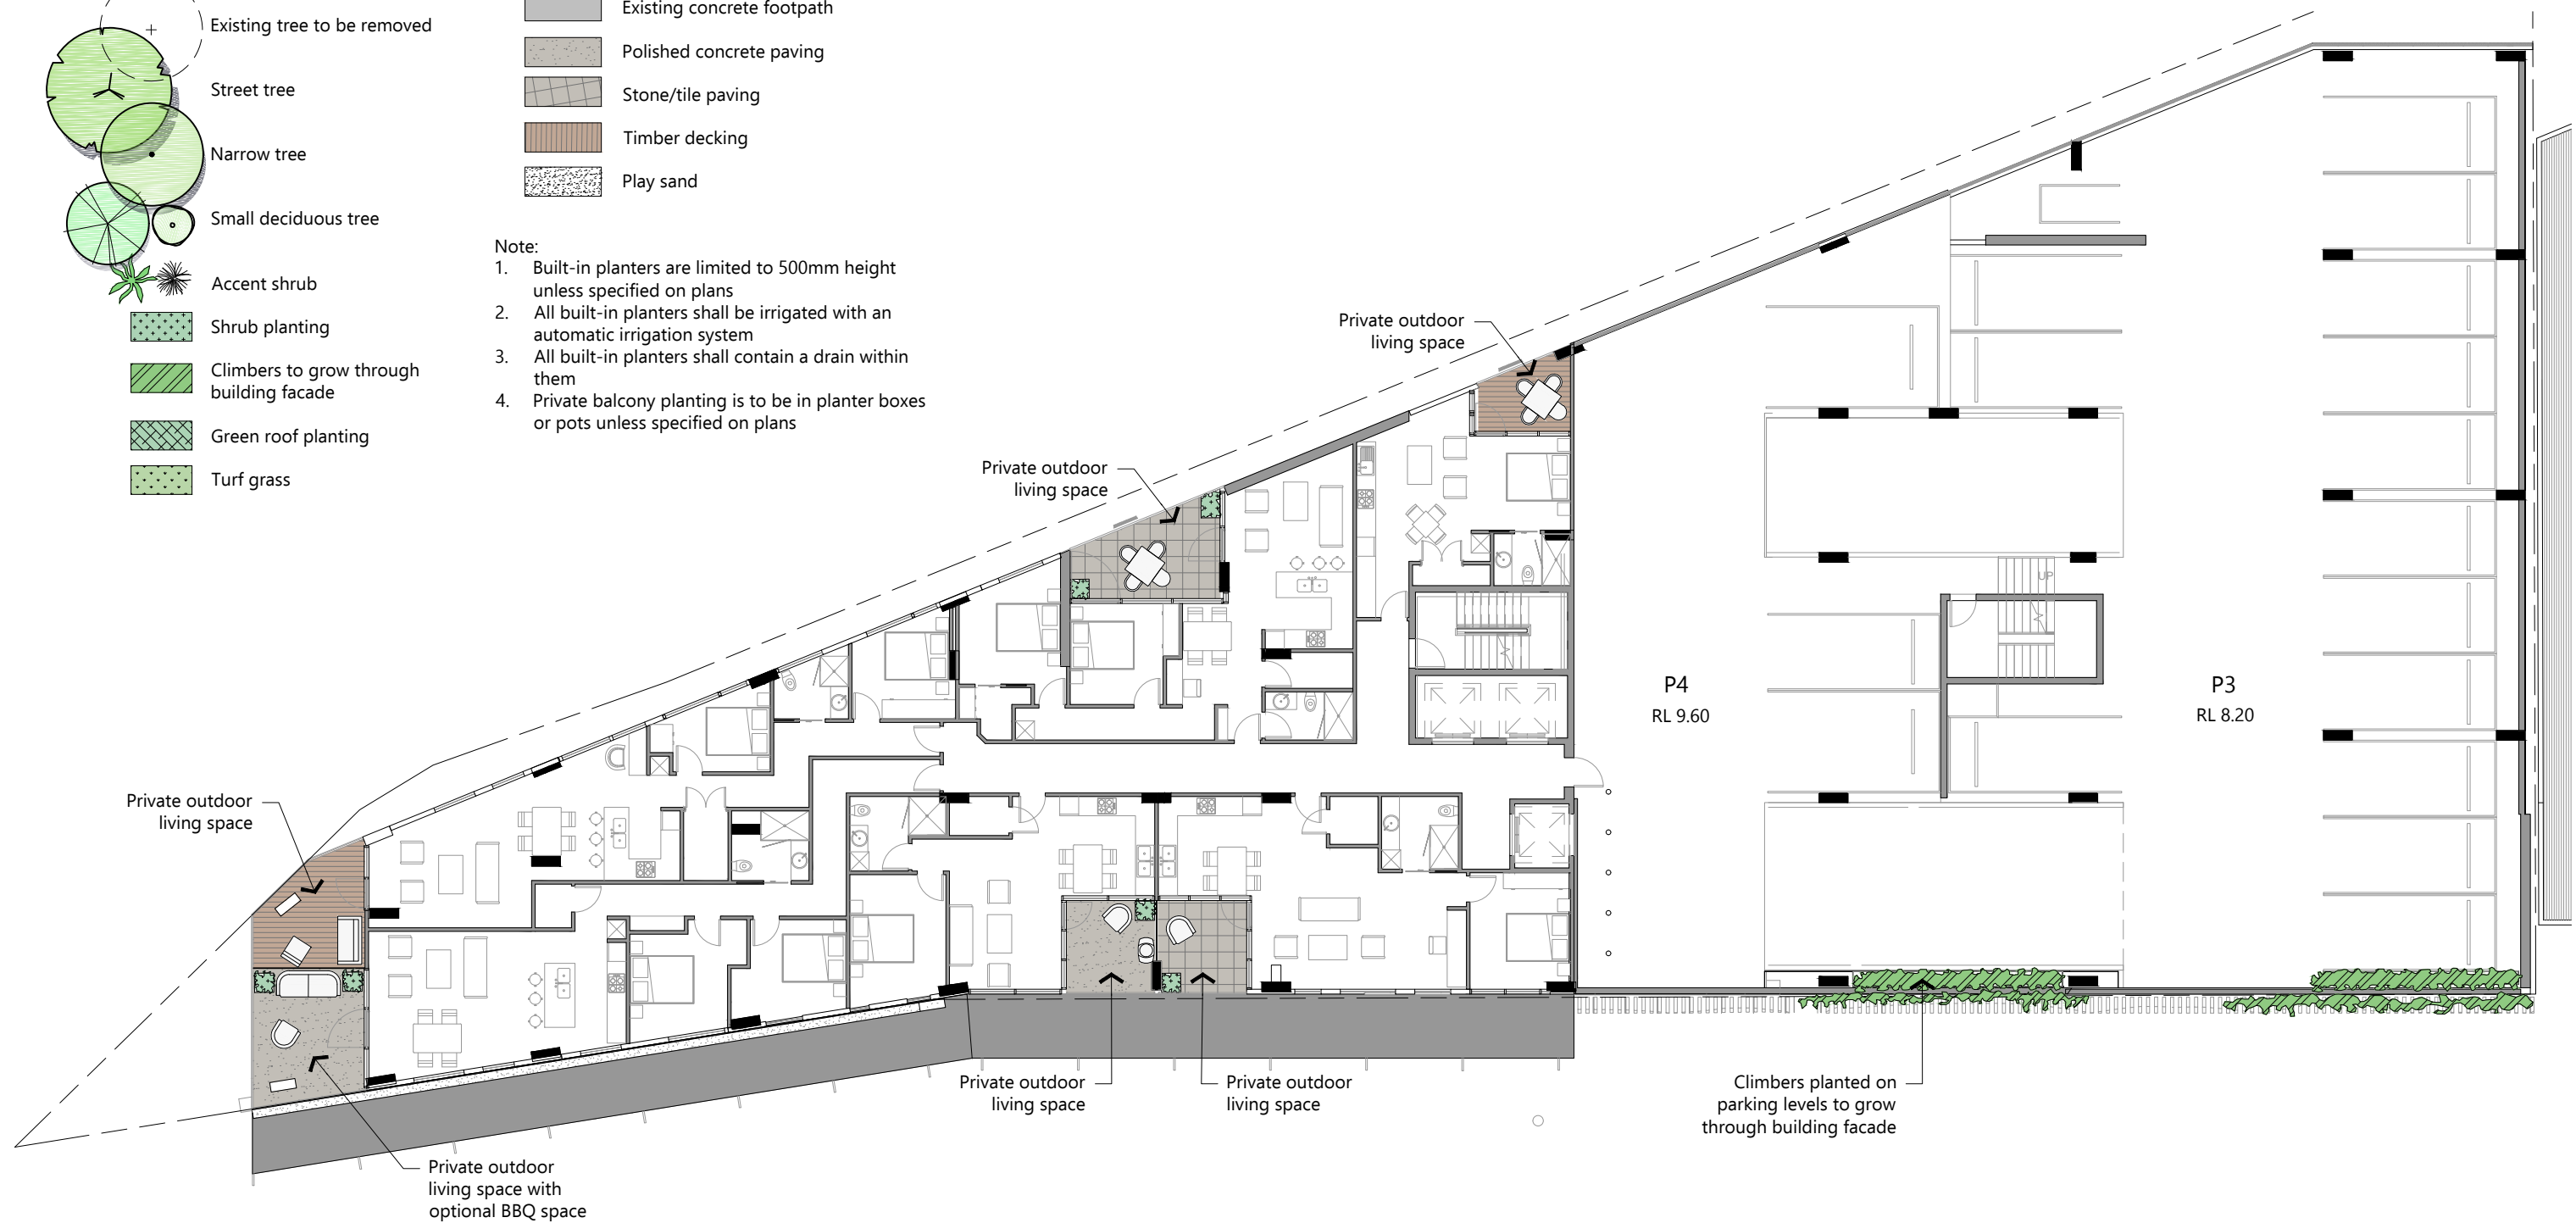 Existing tree to be removed
Street tree
Narrow tree
Small deciduous tree
Accent shrub
Shrub planting
Climbers to grow through
building facade
Green roof planting
Turf grass
Existing concrete footpath
Polished concrete paving
Stone/tile paving
Timber decking
Play sand
Note:
1. Built-in planters are limited to 500mm height
unless specified on plans
2. All built-in planters shall be irrigated with an
automatic irrigation system
3. All built-in planters shall contain a drain within
them
4. Private balcony planting is to be in planter boxes
or pots unless specified on plans
Private outdoor
living space
Private outdoor
living space
Private outdoor
living space
UP
P4
RL 9.60
P3
RL 8.20
Private outdoor
living space
Private outdoor
living space
Climbers planted on
parking levels to grow
through building facade
Private outdoor
living space with
optional BBQ space